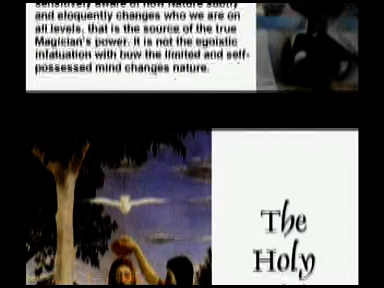 sensitively aware of how nature subtly
and eloquently changes who we are on
all levels, that is the source of the true
Magician's power. It is not the egoistic
infatuation with how the limited and self-
possessed mind changes nature.
The
Holy